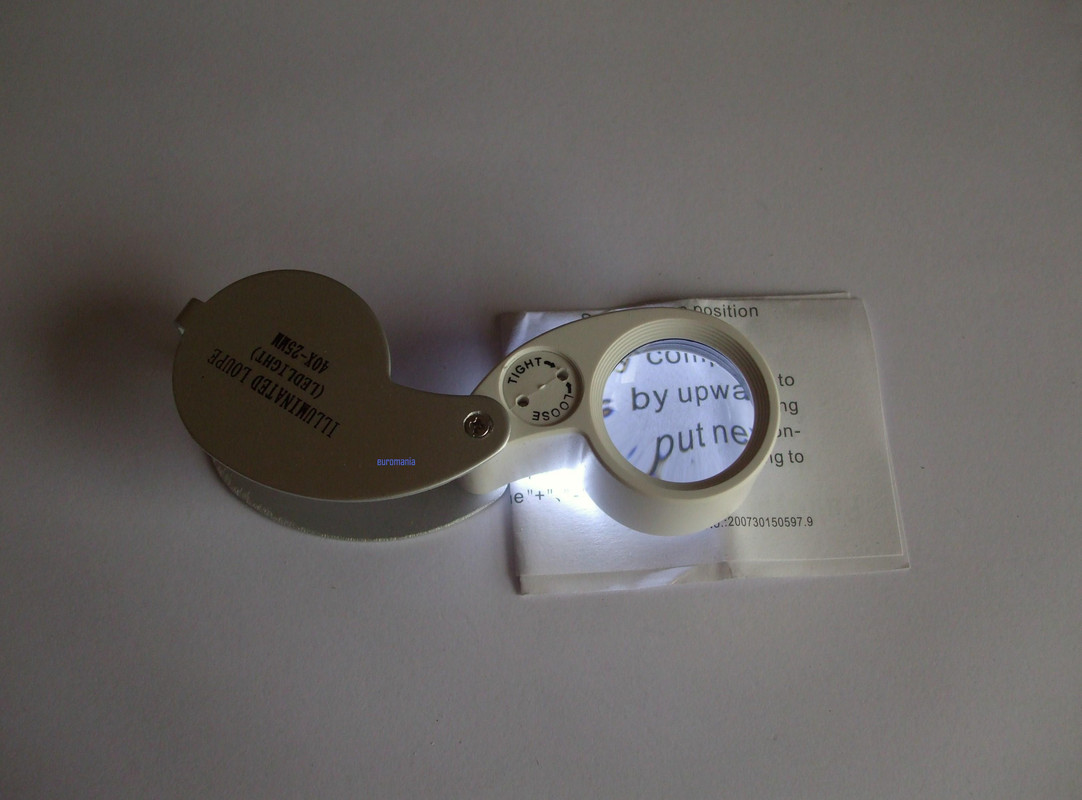 ILLUMINATED LOUPE
(LEDLIGHT)
40X-25MM
euromania
TIGHT
LOOSE
position
by upwa
put ne
to
ng
on-
ng to
"+"
.:200730150597.9